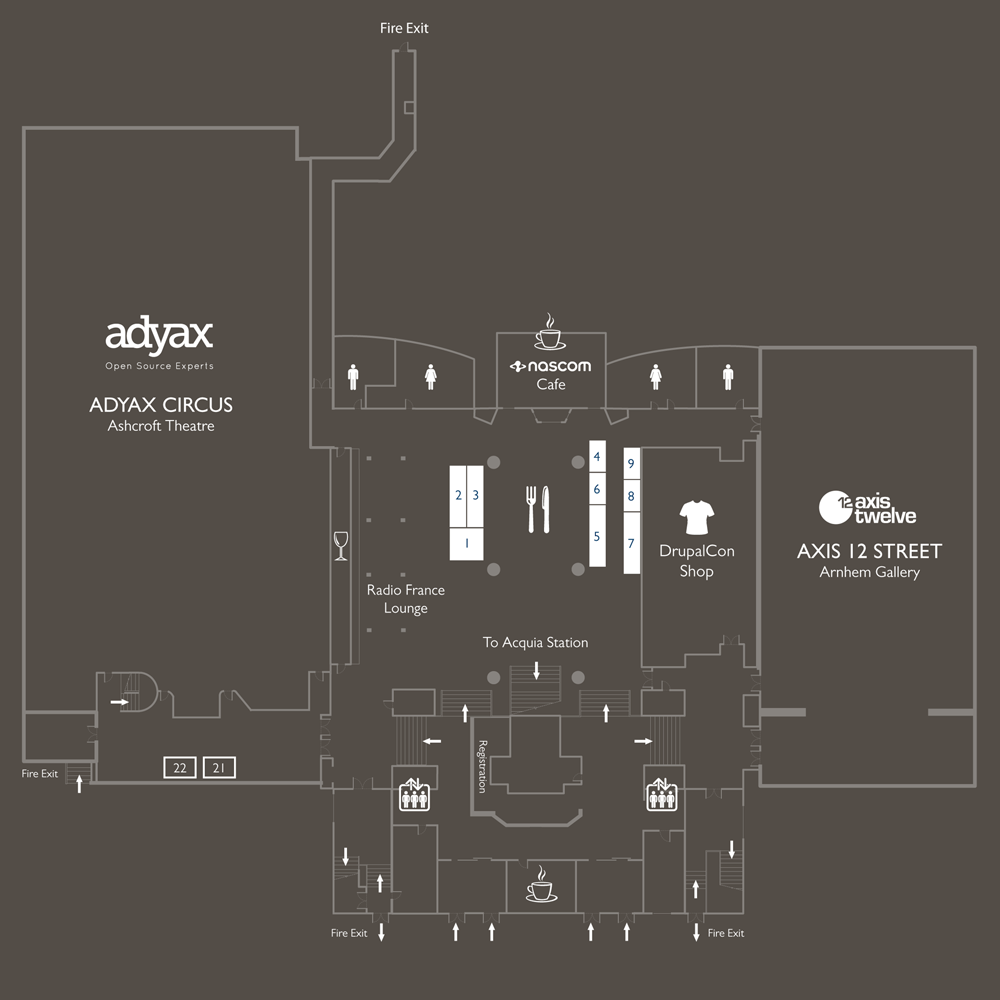 Fire Exit
adyax
Open Source Experts
ADYAX CIRCUS
Ashcroft Theatre
nascom
Cafe
4
9
2
3
6
8
1
5
7
DrupalCon
Shop
12 axis
twelve
AXIS 12 STREET
Arnhem Gallery
Radio France
Lounge
To Acquia Station
Registration
22
21
Fire Exit
Fire Exit
Fire Exit